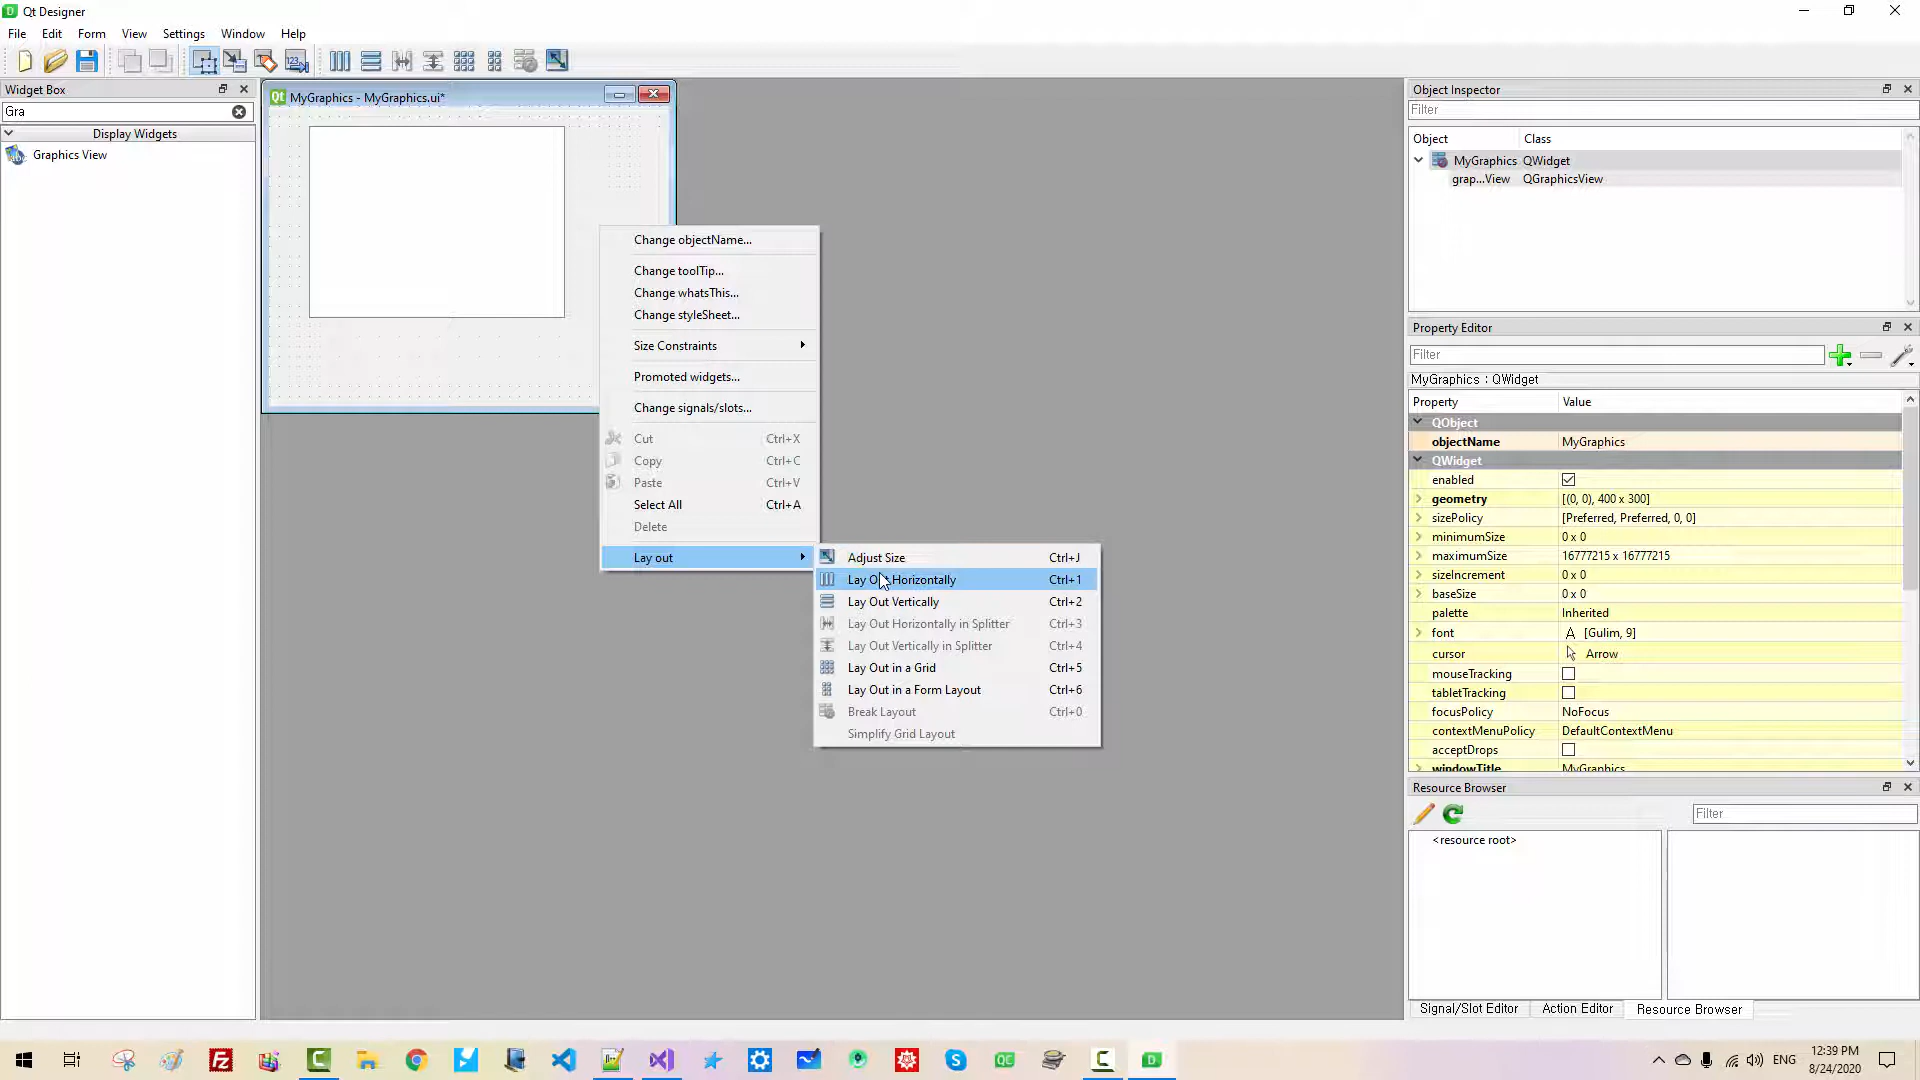 Qt Designer
File Edit Form View Settings Window Help
Widget Box
Gra
Display Widgets
Graphics View
MyGraphics - MyGraphics.ui*
Change objectName...
Change toolTip...
Change whatsThis...
Change styleSheet...
Size Constraints
Promoted widgets...
Change signals/slots...
Cut Ctrl+X
Copy Ctrl+C
Paste Ctrl+V
Select All Ctrl+A
Delete
Lay out
Adjust Size Ctrl+J
Lay Out Horizontally Ctrl+1
Lay Out Vertically Ctrl+2
Lay Out Horizontally in Splitter Ctrl+3
Lay Out Vertically in Splitter Ctrl+4
Lay Out in a Grid Ctrl+5
Lay Out in a Form Layout Ctrl+6
Break Layout Ctrl+0
Simplify Grid Layout
Object Inspector
Filter
Object Class
MyGraphics QWidget
grap...View QGraphicsView
Property Editor
Filter
MyGraphics : QWidget
Property Value
QObject
objectName MyGraphics
QWidget
enabled
geometry [(0, 0), 400 x 300]
sizePolicy [Preferred, Preferred, 0, 0]
minimumSize 0 x 0
maximumSize 16777215 x 16777215
sizeIncrement 0 x 0
baseSize 0 x 0
palette Inherited
font A [Gulim, 9]
cursor Arrow
mouseTracking
tabletTracking
focusPolicy NoFocus
contextMenuPolicy DefaultContextMenu
acceptDrops
windowTitle MyGraphics
Resource Browser
Filter
<resource root>
Signal/Slot Editor Action Editor Resource Browser
ENG
12:39 PM
8/24/2020